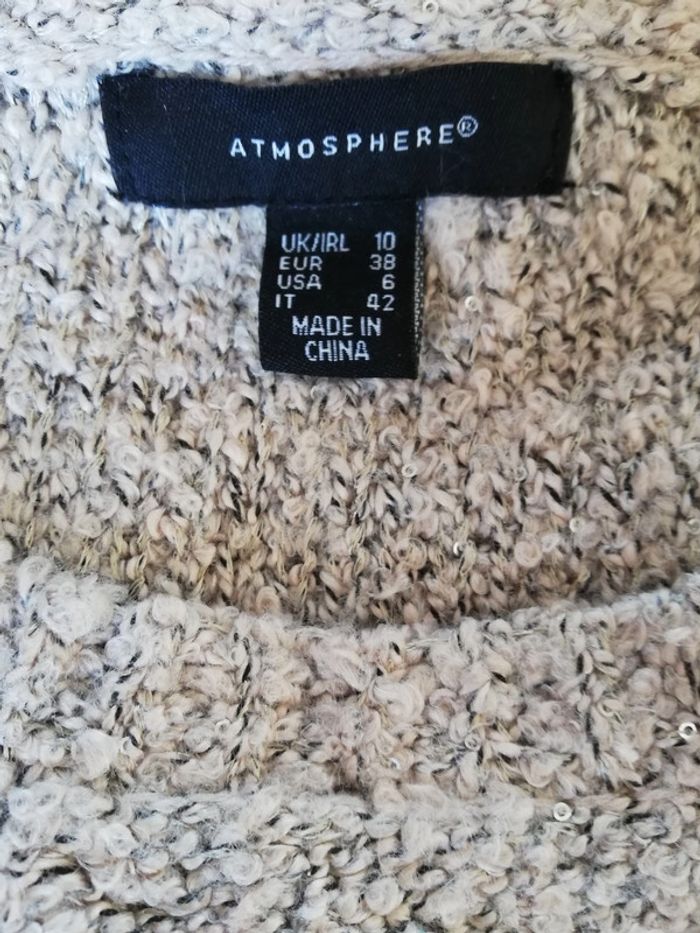 ATMOSPHERE®
UK/IRL 10
EUR 38
USA 6
IT 42
MADE IN
CHINA